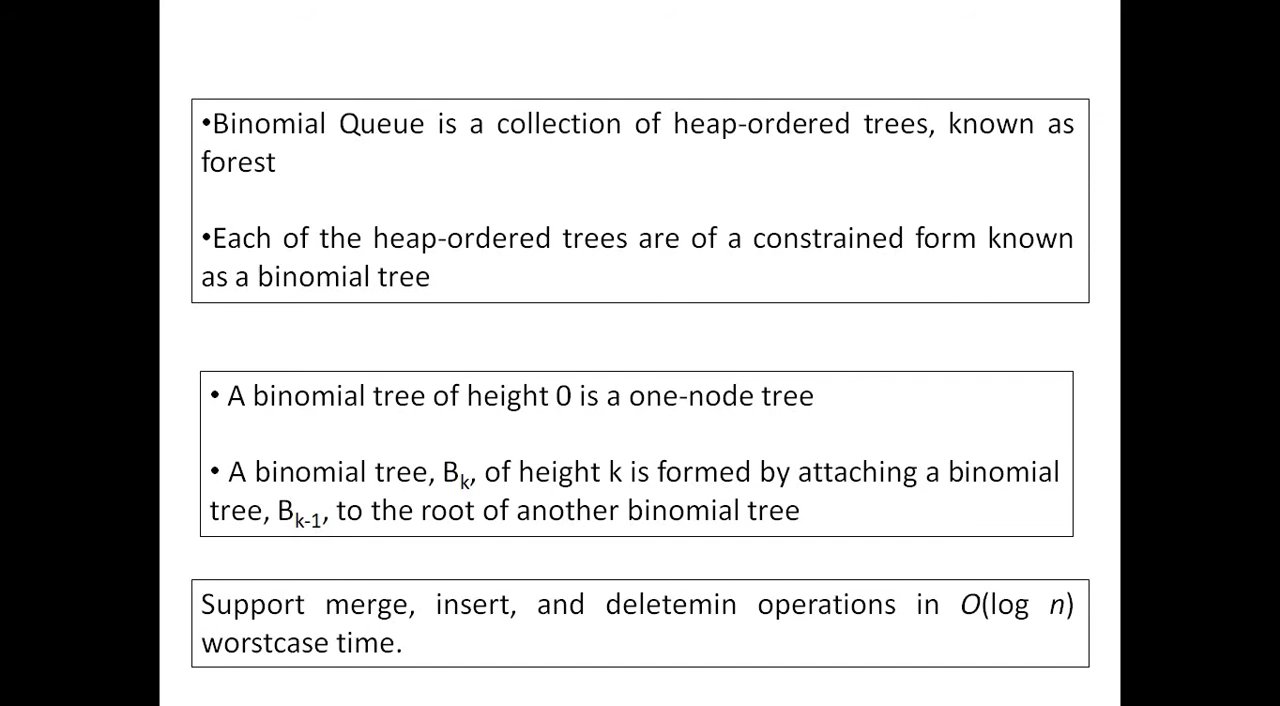 •Binomial Queue is a collection of heap-ordered trees, known as
forest
•Each of the heap-ordered trees are of a constrained form known
as a binomial tree
• A binomial tree of height 0 is a one-node tree
• A binomial tree, Bk, of height k is formed by attaching a binomial
tree, Bk-1, to the root of another binomial tree
Support merge, insert, and deletemin operations in O(log n)
worstcase time.